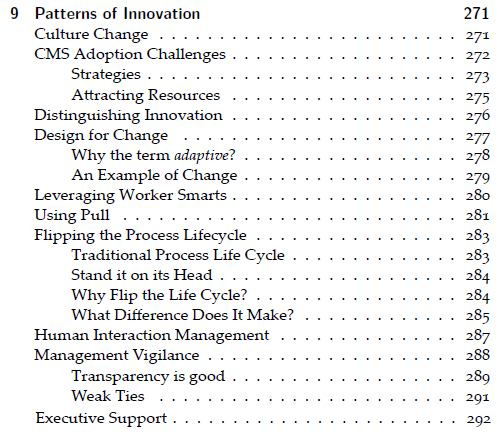 9 Patterns of Innovation 271
Culture Change . . . . . . . . . . . . . . . . . . . . . . . . . . 271
CMS Adoption Challenges . . . . . . . . . . . . . . . . . . . . 272
Strategies . . . . . . . . . . . . . . . . . . . . . . . . . . . 273
Attracting Resources . . . . . . . . . . . . . . . . . . . . 275
Distinguishing Innovation . . . . . . . . . . . . . . . . . . . . 276
Design for Change . . . . . . . . . . . . . . . . . . . . . . . . 277
Why the term adaptive? . . . . . . . . . . . . . . . . . . . 278
An Example of Change . . . . . . . . . . . . . . . . . . . 279
Leveraging Worker Smarts . . . . . . . . . . . . . . . . . . . . 280
Using Pull . . . . . . . . . . . . . . . . . . . . . . . . . . . . . 281
Flipping the Process Lifecycle . . . . . . . . . . . . . . . . . . 283
Traditional Process Life Cycle . . . . . . . . . . . . . . . 283
Stand it on its Head . . . . . . . . . . . . . . . . . . . . . 284
Why Flip the Life Cycle? . . . . . . . . . . . . . . . . . . 284
What Difference Does It Make? . . . . . . . . . . . . . . 285
Human Interaction Management . . . . . . . . . . . . . . . . 287
Management Vigilance . . . . . . . . . . . . . . . . . . . . . . 288
Transparency is good . . . . . . . . . . . . . . . . . . . . 289
Weak Ties . . . . . . . . . . . . . . . . . . . . . . . . . . 291
Executive Support . . . . . . . . . . . . . . . . . . . . . . . . . 292